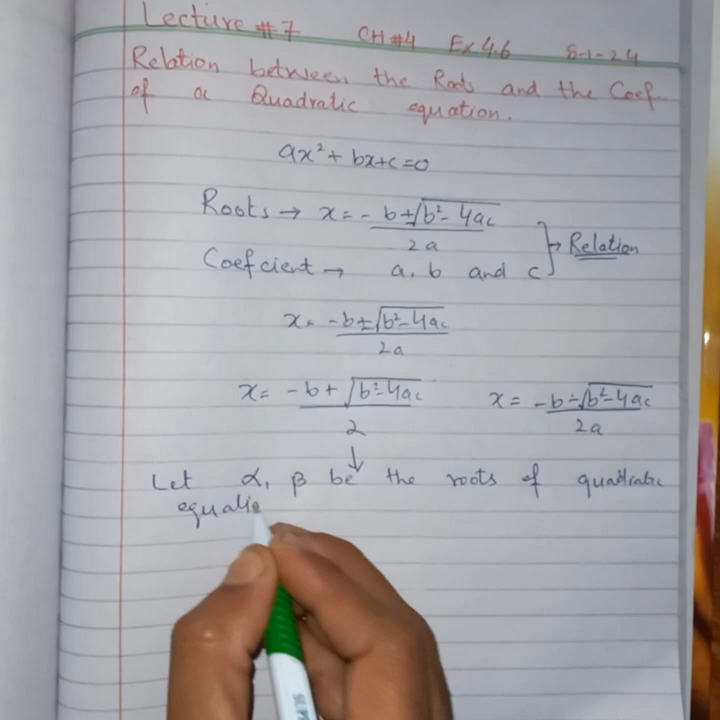 Lecture #7 CH#4 Ex 4.6 8-1-24
Relation between the Roots and the Coef.
of a Quadratic equation.
ax² + bx+c=0
Roots → x = -b±√b²-4ac / 2a
Coefcient → a, b and c } → Relation
x = -b±√b²-4ac / 2a
x = -b+√b²-4ac / 2 x = -b-√b²-4ac / 2a
↓
Let α, β be the roots of quadratic
equatio